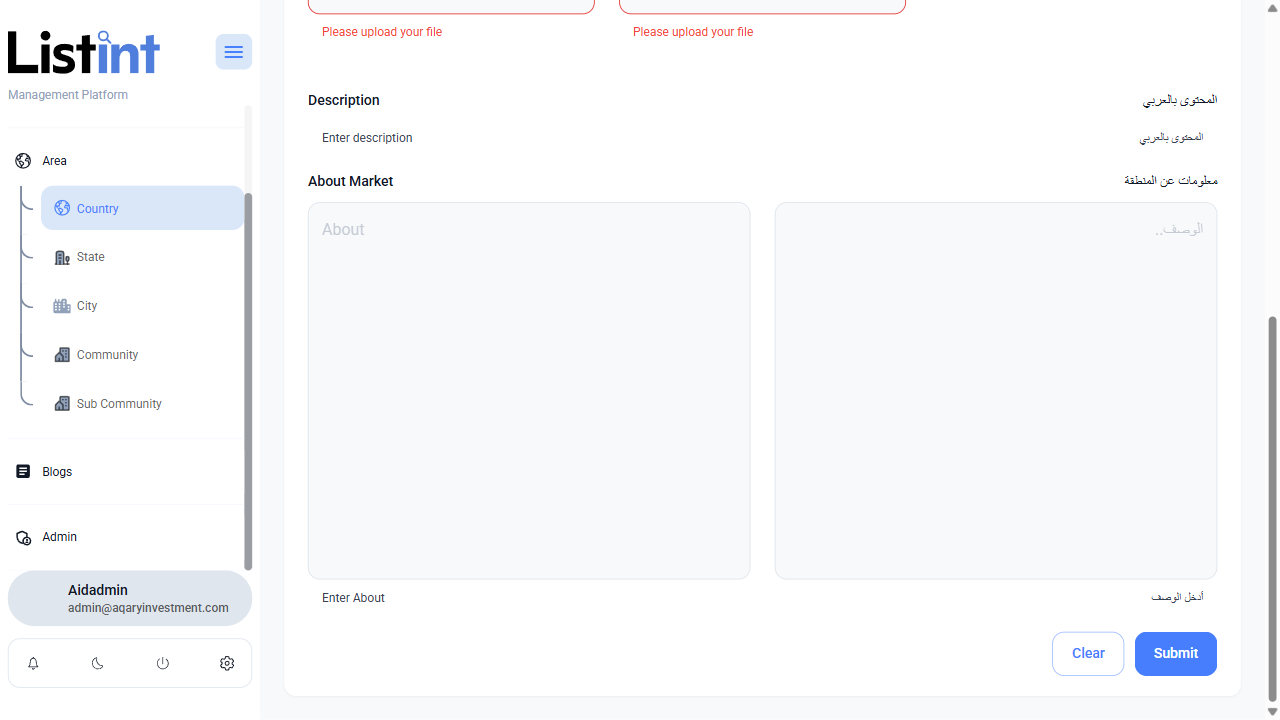 Listint
Management Platform
Area
Country
State
City
Community
Sub Community
Blogs
Admin
Aidadmin
admin@aqaryinvestment.com
Please upload your file
Please upload your file
Description
المحتوى بالعربي
Enter description
المحتوى بالعربي
About Market
معلومات عن المنطقة
About
الوصف..
Enter About
أدخل الوصف
Clear
Submit